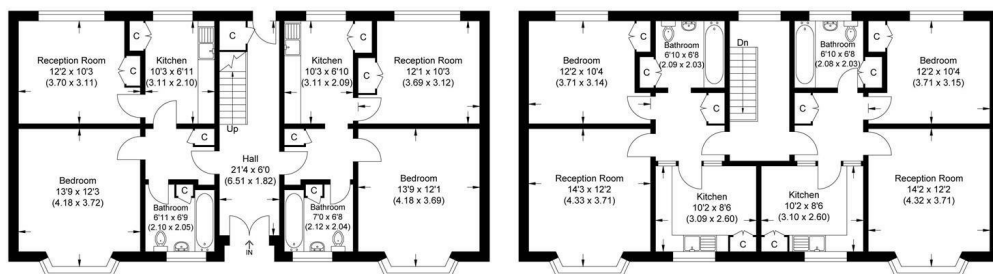 C
C
C
Dn
C
C
Reception Room
12'2 x 10'3
(3.70 x 3.11)
C
Kitchen
10'3 x 6'11
(3.11 x 2.10)
Kitchen
10'3 x 6'10
(3.11 x 2.09)
C
Reception Room
12'1 x 10'3
(3.69 x 3.12)
Bedroom
12'2 x 10'4
(3.71 x 3.14)
C
Bathroom
6'10 x 6'8
(2.09 x 2.03)
Bathroom
6'10 x 6'8
(2.08 x 2.03)
C
Bedroom
12'2 x 10'4
(3.71 x 3.15)
C
Up
C
C
C
Bedroom
13'9 x 12'3
(4.18 x 3.72)
Hall
21'4 x 6'0
(6.51 x 1.82)
Bedroom
13'9 x 12'1
(4.18 x 3.69)
C
Bathroom
6'11 x 6'9
(2.10 x 2.05)
C
Bathroom
7'0 x 6'8
(2.12 x 2.04)
IN
Reception Room
14'3 x 12'2
(4.33 x 3.71)
Kitchen
10'2 x 8'6
(3.09 x 2.60)
Kitchen
10'2 x 8'6
(3.10 x 2.60)
Reception Room
14'2 x 12'2
(4.32 x 3.71)
C
C